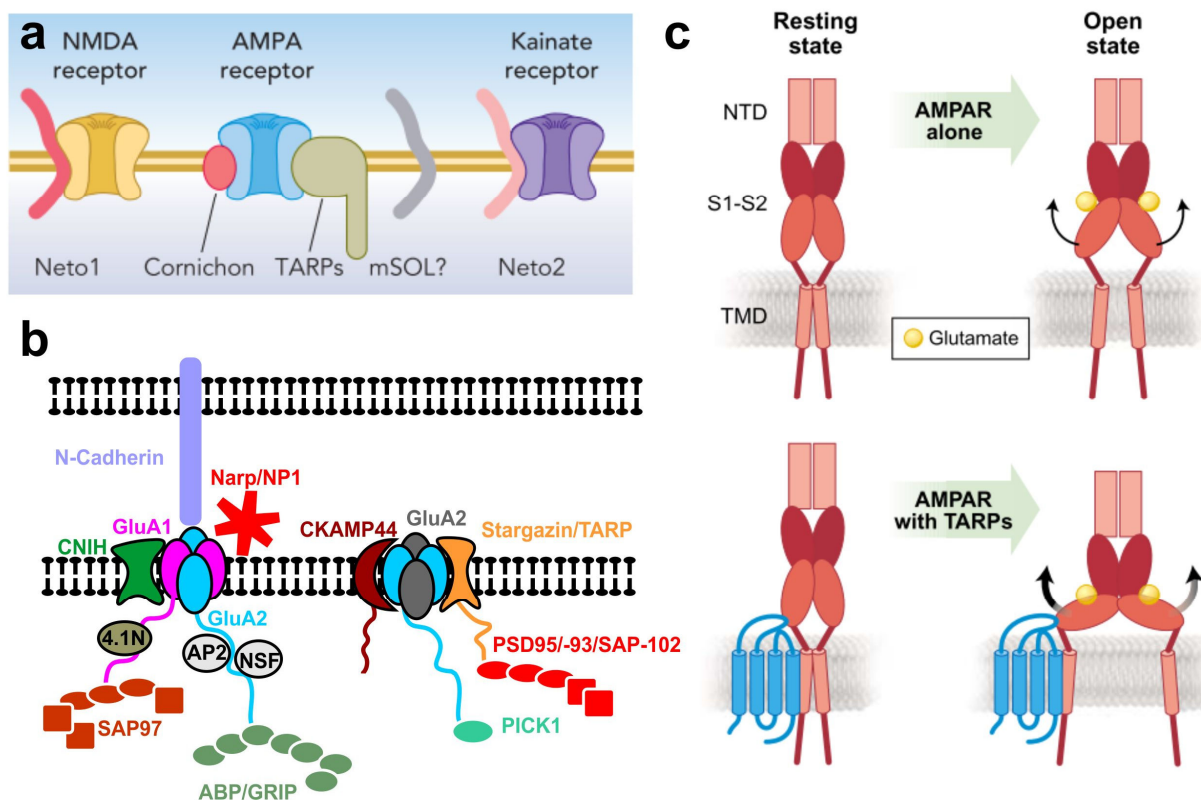 a
NMDA
receptor
AMPA
receptor
Kainate
receptor
Neto1
Cornichon
TARPs
mSOL?
Neto2
b
N-Cadherin
Narp/NP1
GluA1
CNIH
GluA2
4.1N
AP2
NSF
SAP97
ABP/GRIP
CKAMP44
GluA2
Stargazin/TARP
PSD95/-93/SAP-102
PICK1
c
Resting
state
Open
state
NTD
AMPAR
alone
S1-S2
TMD
Glutamate
AMPAR
with TARPs